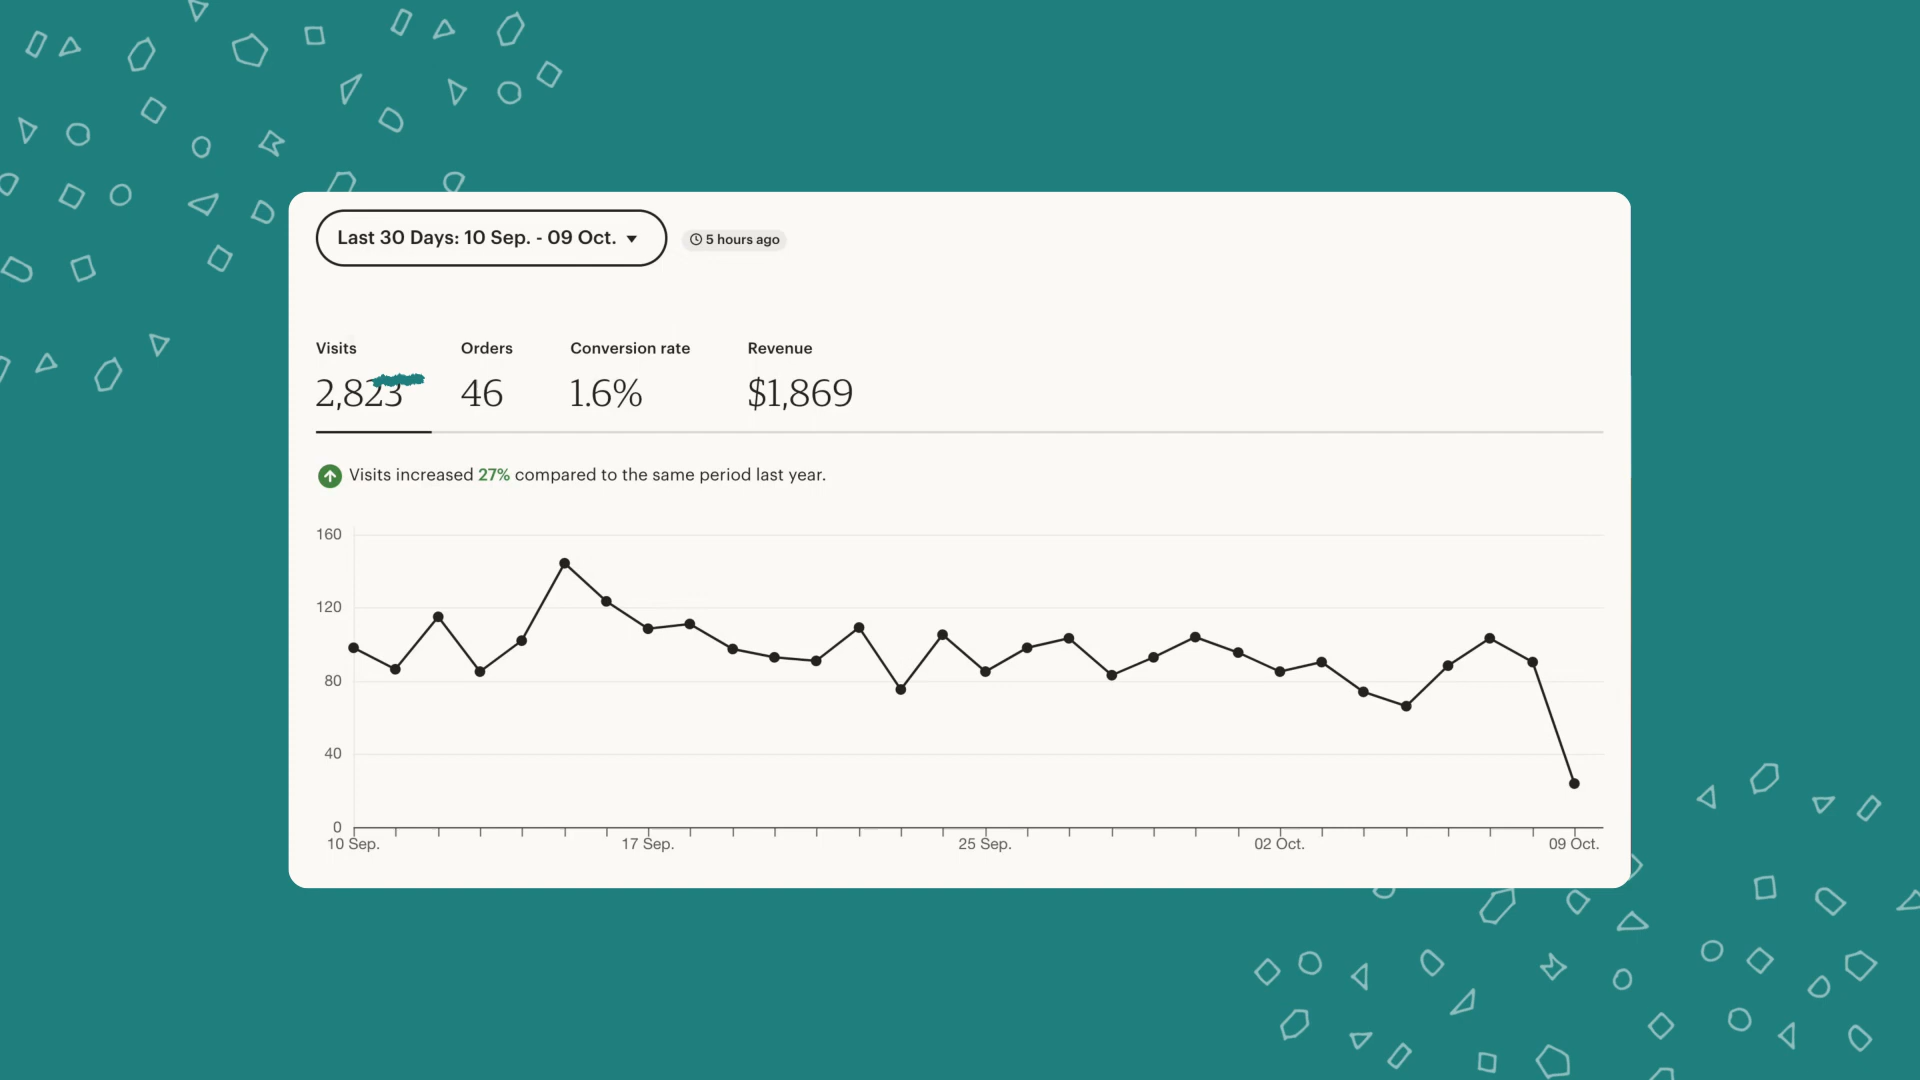 Last 30 Days: 10 Sep. - 09 Oct.
5 hours ago
Visits Orders Conversion rate Revenue
2,823 46 1.6% $1,869
Visits increased 27% compared to the same period last year.
160
120
80
40
0
10 Sep. 17 Sep. 25 Sep. 02 Oct. 09 Oct.